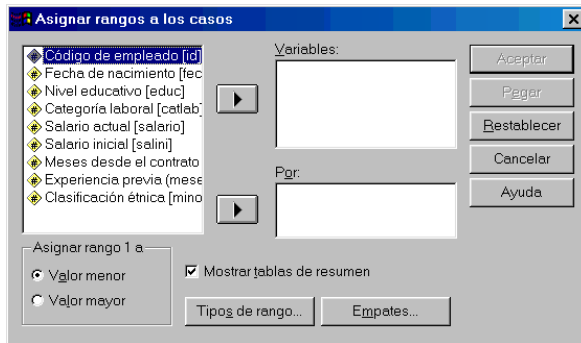 Asignar rangos a los casos
Código de empleado [id]
Fecha de nacimiento [fec
Nivel educativo [educ]
Categoría laboral [catlab]
Salario actual [salario]
Salario inicial [salini]
Meses desde el contrato
Experiencia previa (mese
Clasificación étnica [mino
Variables:
Por:
Aceptar
Pegar
Restablecer
Cancelar
Ayuda
Asignar rango 1 a
Valor menor
Valor mayor
Mostrar tablas de resumen
Tipos de rango...
Empates...